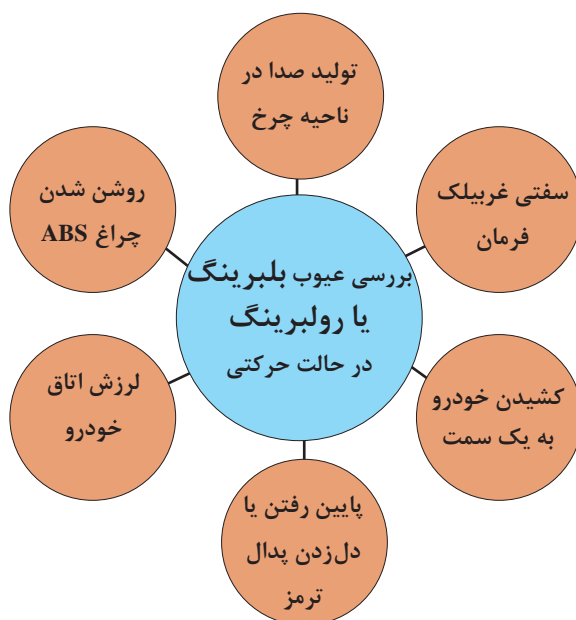 تولید صدا در
ناحیه چرخ
سفتی غربیلک
فرمان
کشیدن خودرو
به یک سمت
پایین رفتن یا
دل‌زدن پدال
ترمز
لرزش اتاق
خودرو
روشن شدن
چراغ ABS
بررسی عیوب بلبرینگ
یا رولبرینگ
در حالت حرکتی